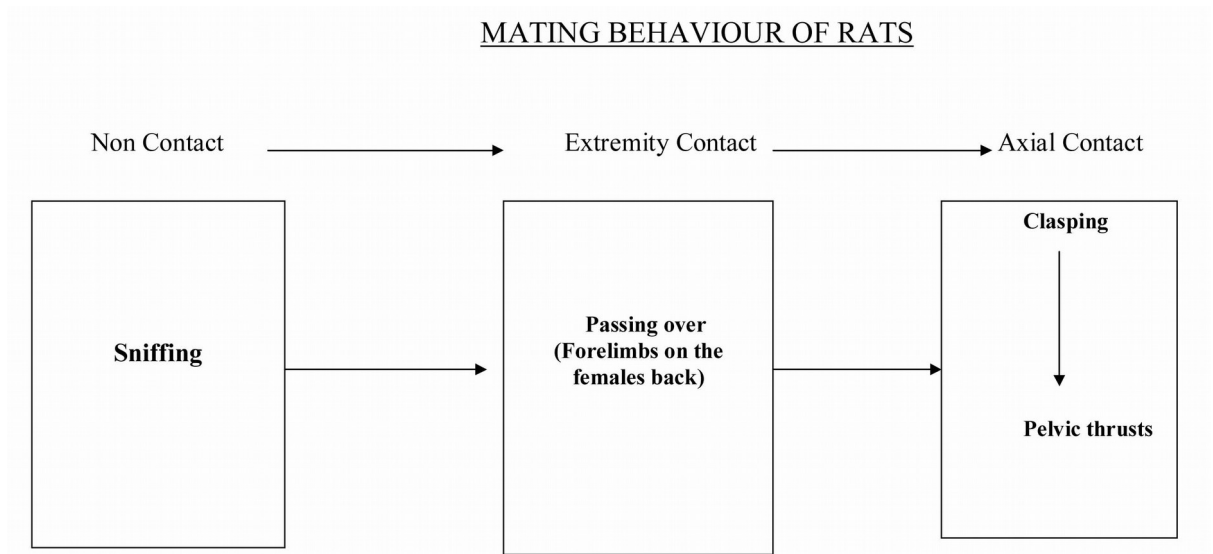 MATING BEHAVIOUR OF RATS
Non Contact
Extremity Contact
Axial Contact
Sniffing
Passing over
(Forelimbs on the
females back)
Clasping
Pelvic thrusts